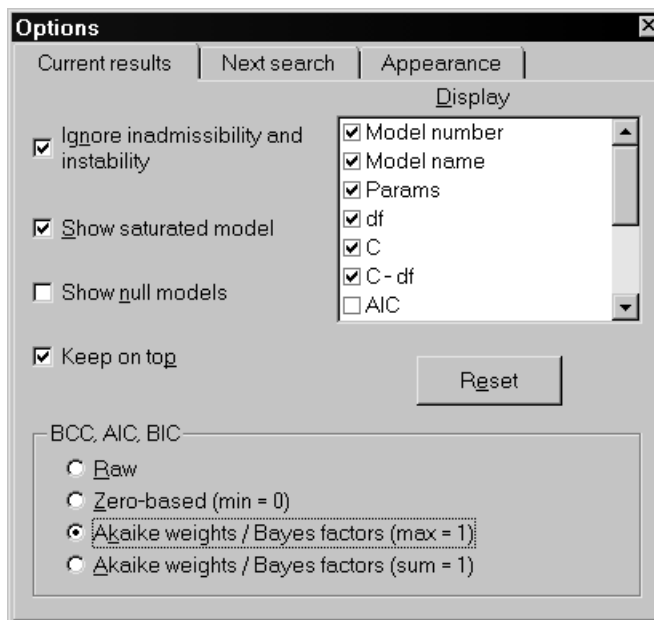 Options
Current results
Next search
Appearance
Display
Ignore inadmissibility and
instability
Show saturated model
Show null models
Keep on top
Model number
Model name
Params
df
C
C - df
AIC
Reset
BCC, AIC, BIC
Raw
Zero-based (min = 0)
Akaike weights / Bayes factors (max = 1)
Akaike weights / Bayes factors (sum = 1)